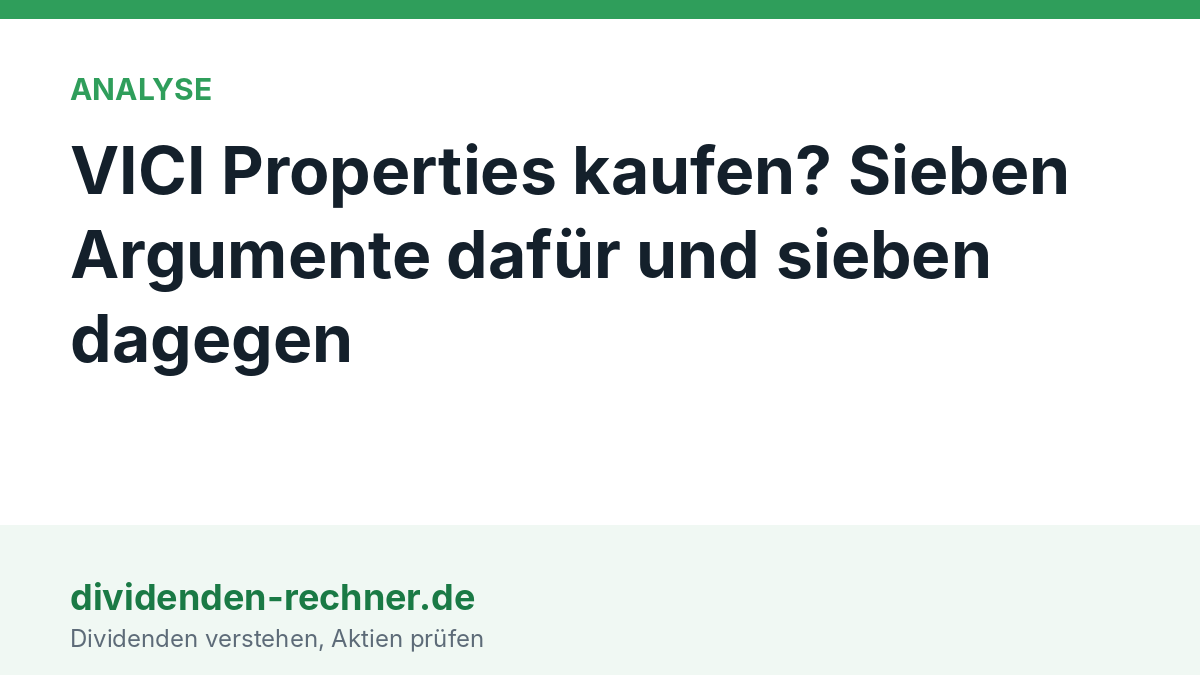 ANALYSE
VICI Properties kaufen? Sieben
Argumente dafür und sieben
dagegen
dividenden-rechner.de
Dividenden verstehen, Aktien prüfen